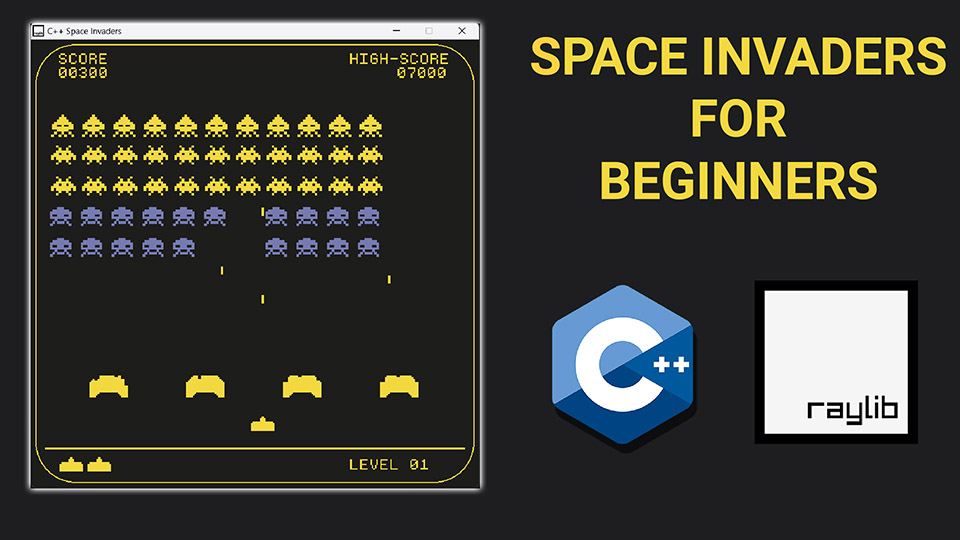 C++ Space Invaders
SCORE
00300
HIGH-SCORE
07000
LEVEL 01
SPACE INVADERS
FOR
BEGINNERS
C++
raylib